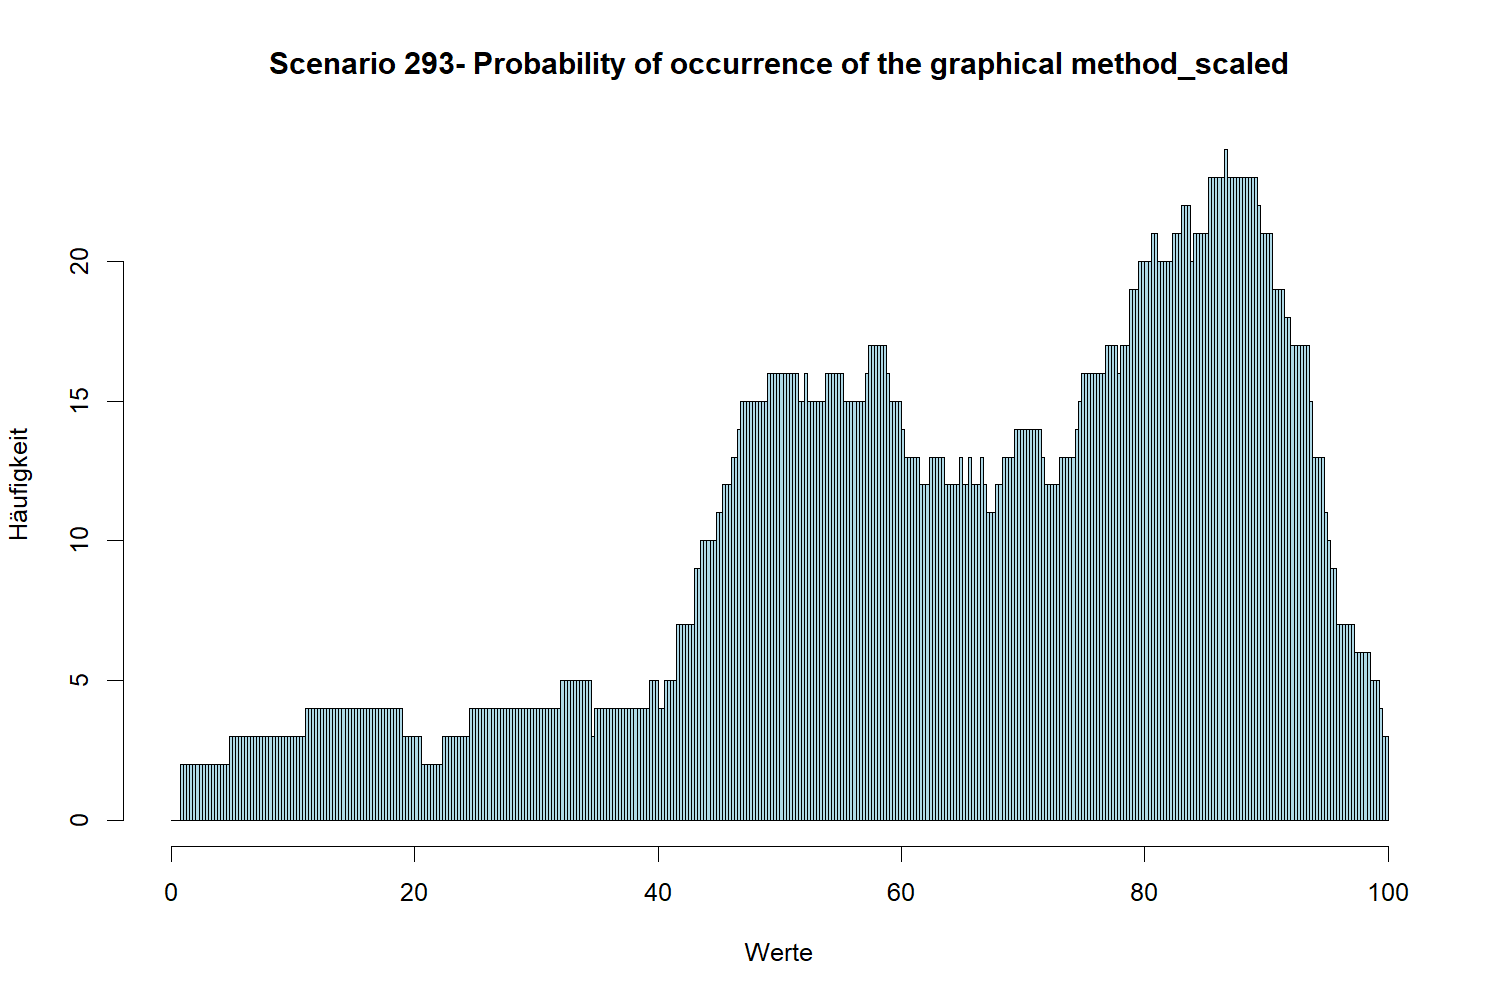 Scenario 293- Probability of occurrence of the graphical method_scaled
Häufigkeit
20
15
10
5
0
0 20 40 60 80 100
Werte